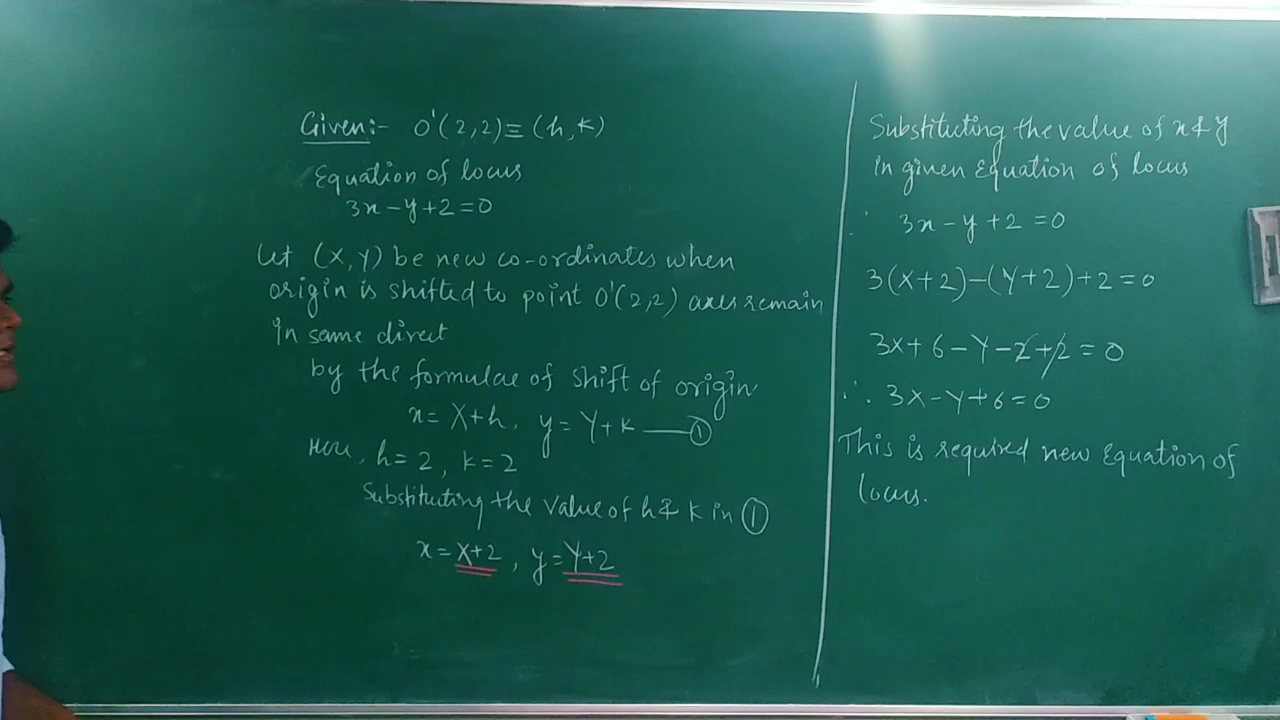 Given:- O'(2,2) ≡ (h, k)
Equation of locus
3x - y + 2 = 0
Let (X, Y) be new co-ordinates when
origin is shifted to point O'(2,2) axes remain
in same direct
by the formulae of shift of origin
x = X+h, y = Y+k —— ①
Here, h = 2, k = 2
Substituting the value of h & k in ①
x = X+2, y = Y+2
Substituting the value of x & y
in given Equation of locus
3x - y + 2 = 0
3(X+2) - (Y+2) + 2 = 0
3X + 6 - Y - 2 + 2 = 0
∴ 3X - Y + 6 = 0
This is required new Equation of
locus.